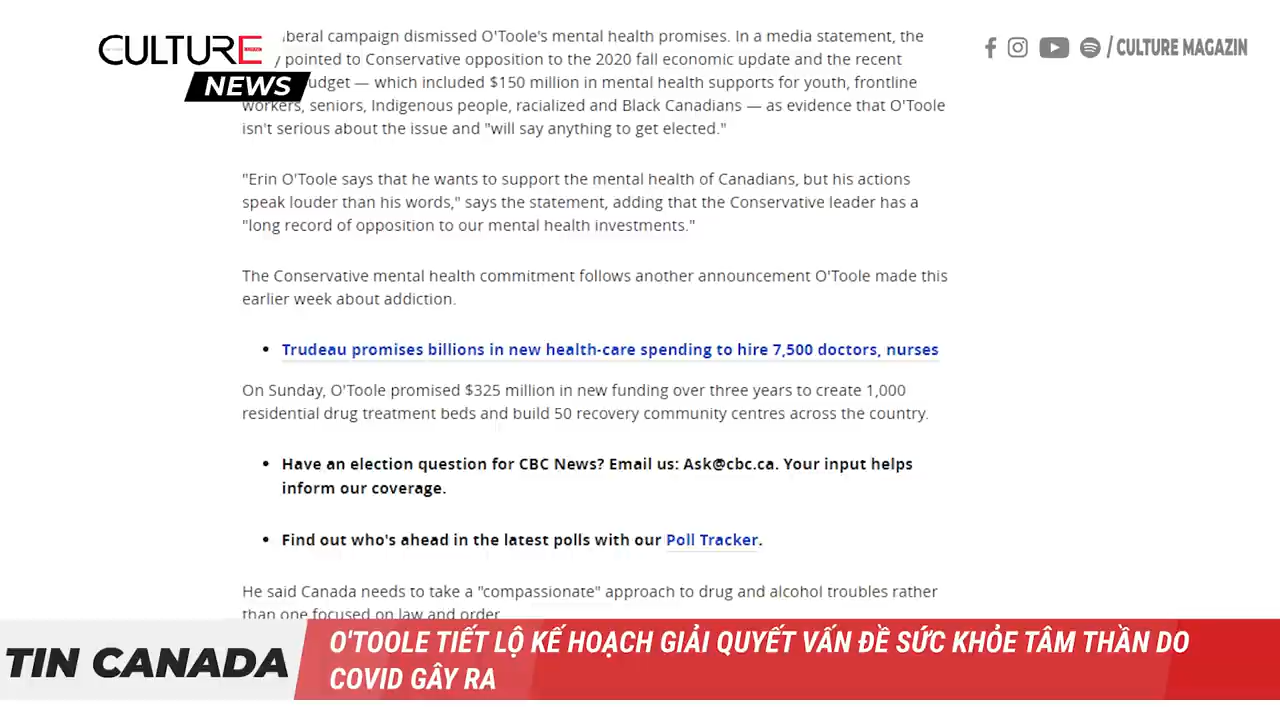 CULTURE
NEWS
/ CULTURE MAGAZIN
iberal campaign dismissed O'Toole's mental health promises. In a media statement, the
pointed to Conservative opposition to the 2020 fall economic update and the recent
udget — which included $150 million in mental health supports for youth, frontline
workers, seniors, Indigenous people, racialized and Black Canadians — as evidence that O'Toole
isn't serious about the issue and "will say anything to get elected."
"Erin O'Toole says that he wants to support the mental health of Canadians, but his actions
speak louder than his words," says the statement, adding that the Conservative leader has a
"long record of opposition to our mental health investments."
The Conservative mental health commitment follows another announcement O'Toole made this
earlier week about addiction.
• Trudeau promises billions in new health-care spending to hire 7,500 doctors, nurses
On Sunday, O'Toole promised $325 million in new funding over three years to create 1,000
residential drug treatment beds and build 50 recovery community centres across the country.
• Have an election question for CBC News? Email us: Ask@cbc.ca. Your input helps
inform our coverage.
• Find out who's ahead in the latest polls with our Poll Tracker.
He said Canada needs to take a "compassionate" approach to drug and alcohol troubles rather
than one focused on law and order.
TIN CANADA
O'TOOLE TIẾT LỘ KẾ HOẠCH GIẢI QUYẾT VẤN ĐỀ SỨC KHỎE TÂM THẦN DO
COVID GÂY RA